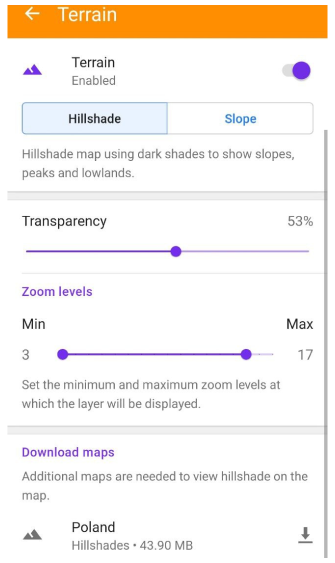 Terrain
Terrain
Enabled
Hillshade Slope
Hillshade map using dark shades to show slopes,
peaks and lowlands.
Transparency 53%
Zoom levels
Min Max
3 17
Set the minimum and maximum zoom levels at
which the layer will be displayed.
Download maps
Additional maps are needed to view hillshade on the
map.
Poland
Hillshades • 43.90 MB